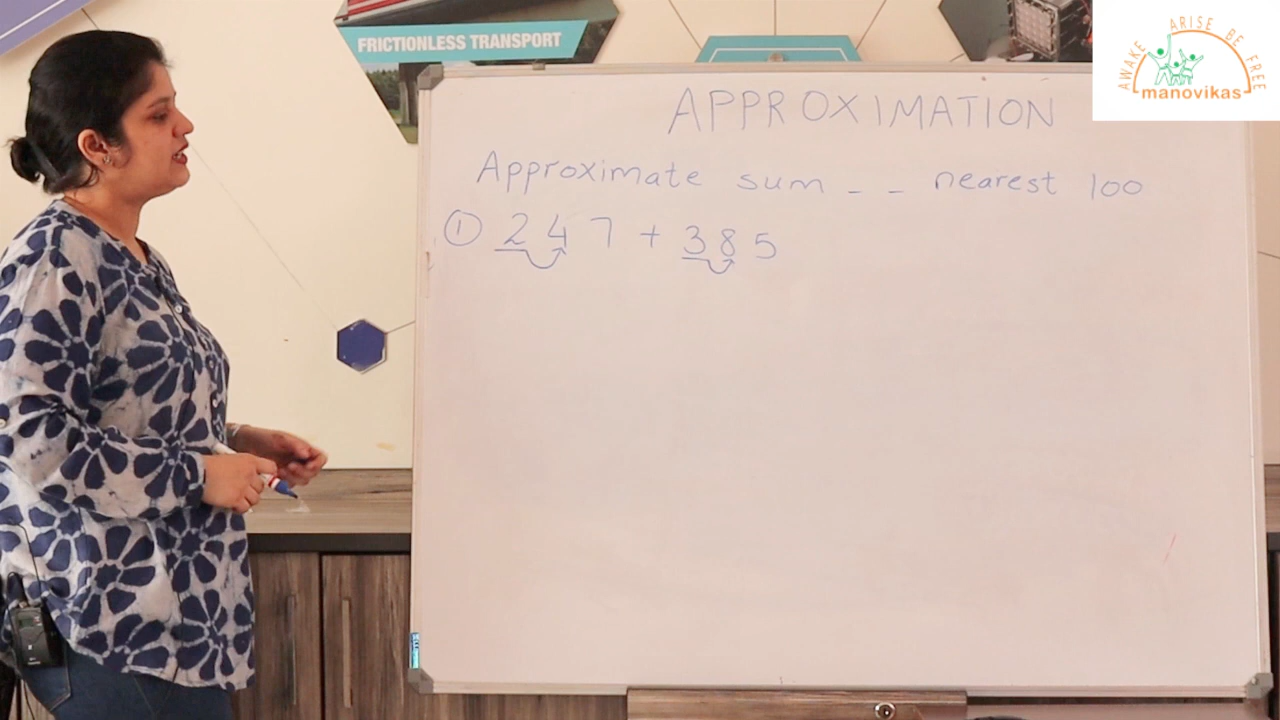 FRICTIONLESS TRANSPORT
AWAKE ARISE BE FREE
manovikas
APPROXIMATION
Approximate sum _ _ nearest 100
① 247 + 385